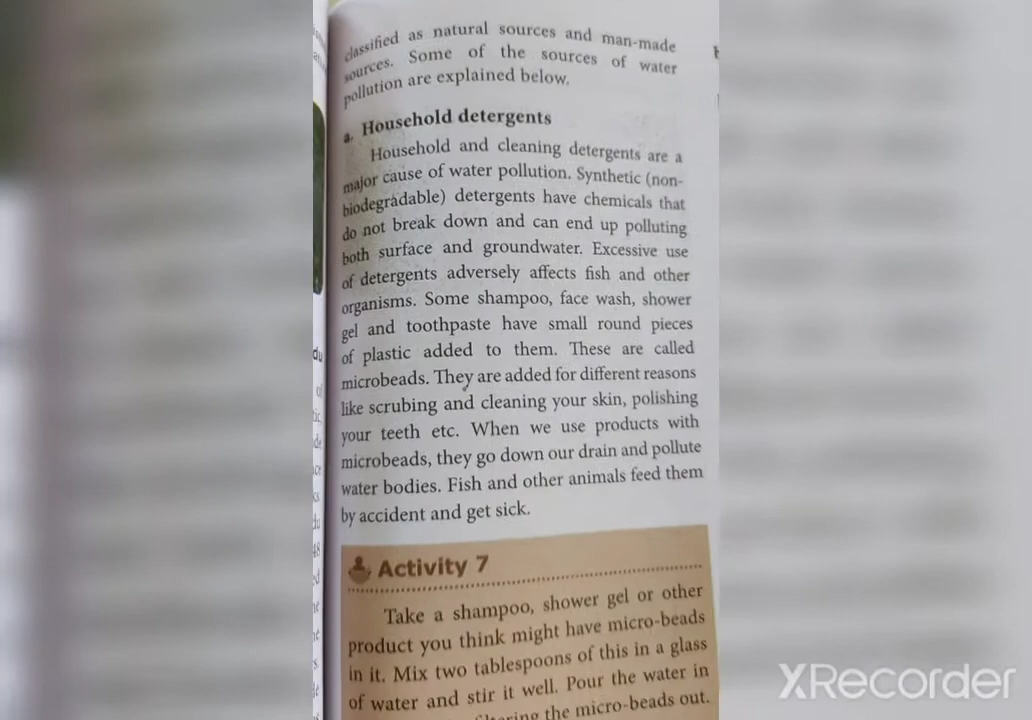 classified as natural sources and man-made
sources. Some of the sources of water
pollution are explained below.
a. Household detergents
Household and cleaning detergents are a
major cause of water pollution. Synthetic (non-
biodegradable) detergents have chemicals that
do not break down and can end up polluting
both surface and groundwater. Excessive use
of detergents adversely affects fish and other
organisms. Some shampoo, face wash, shower
gel and toothpaste have small round pieces
of plastic added to them. These are called
microbeads. They are added for different reasons
like scrubing and cleaning your skin, polishing
your teeth etc. When we use products with
microbeads, they go down our drain and pollute
water bodies. Fish and other animals feed them
by accident and get sick.
Activity 7
Take a shampoo, shower gel or other
product you think might have micro-beads
in it. Mix two tablespoons of this in a glass
of water and stir it well. Pour the water in
the micro-beads out.
XRecorder